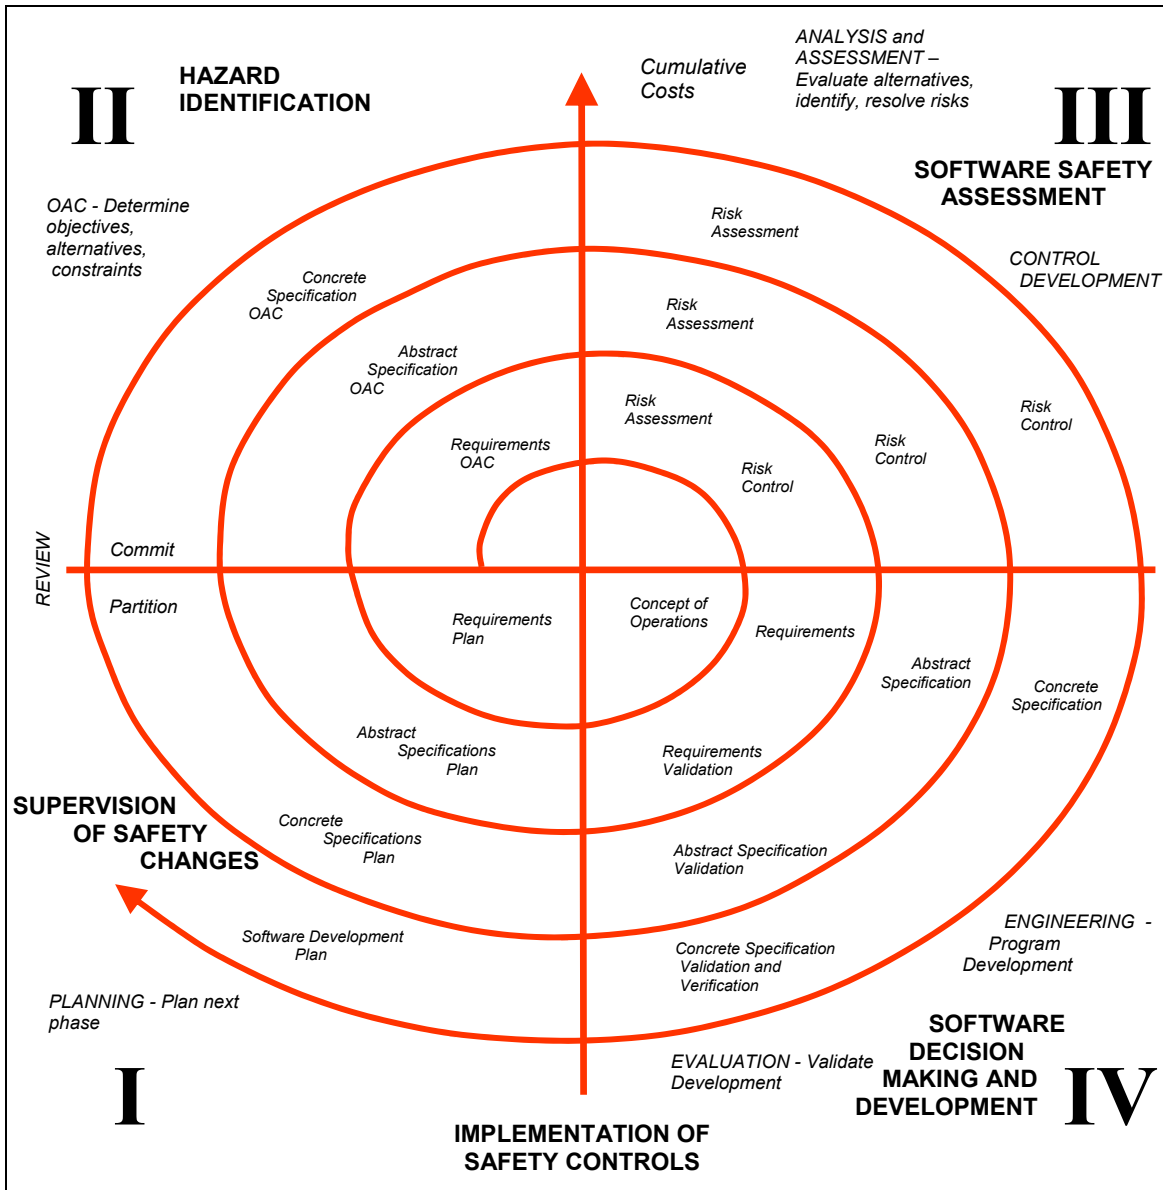 II
HAZARD
IDENTIFICATION
OAC - Determine
objectives,
alternatives,
constraints
Cumulative
Costs
ANALYSIS and
ASSESSMENT –
Evaluate alternatives,
identify, resolve risks
III
SOFTWARE SAFETY
ASSESSMENT
CONTROL
DEVELOPMENT
Concrete
Specification
OAC
Abstract
Specification
OAC
Requirements
OAC
Risk
Assessment
Risk
Assessment
Risk
Assessment
Risk
Control
Risk
Control
Risk
Control
REVIEW
Commit
Partition
Requirements
Plan
Concept of
Operations
Requirements
Abstract
Specification
Concrete
Specification
Abstract
Specifications
Plan
Requirements
Validation
SUPERVISION
OF SAFETY
CHANGES
Concrete
Specifications
Plan
Abstract Specification
Validation
Software Development
Plan
Concrete Specification
Validation and
Verification
ENGINEERING -
Program
Development
PLANNING - Plan next
phase
I
EVALUATION - Validate
Development
SOFTWARE
DECISION
MAKING AND
DEVELOPMENT
IV
IMPLEMENTATION OF
SAFETY CONTROLS